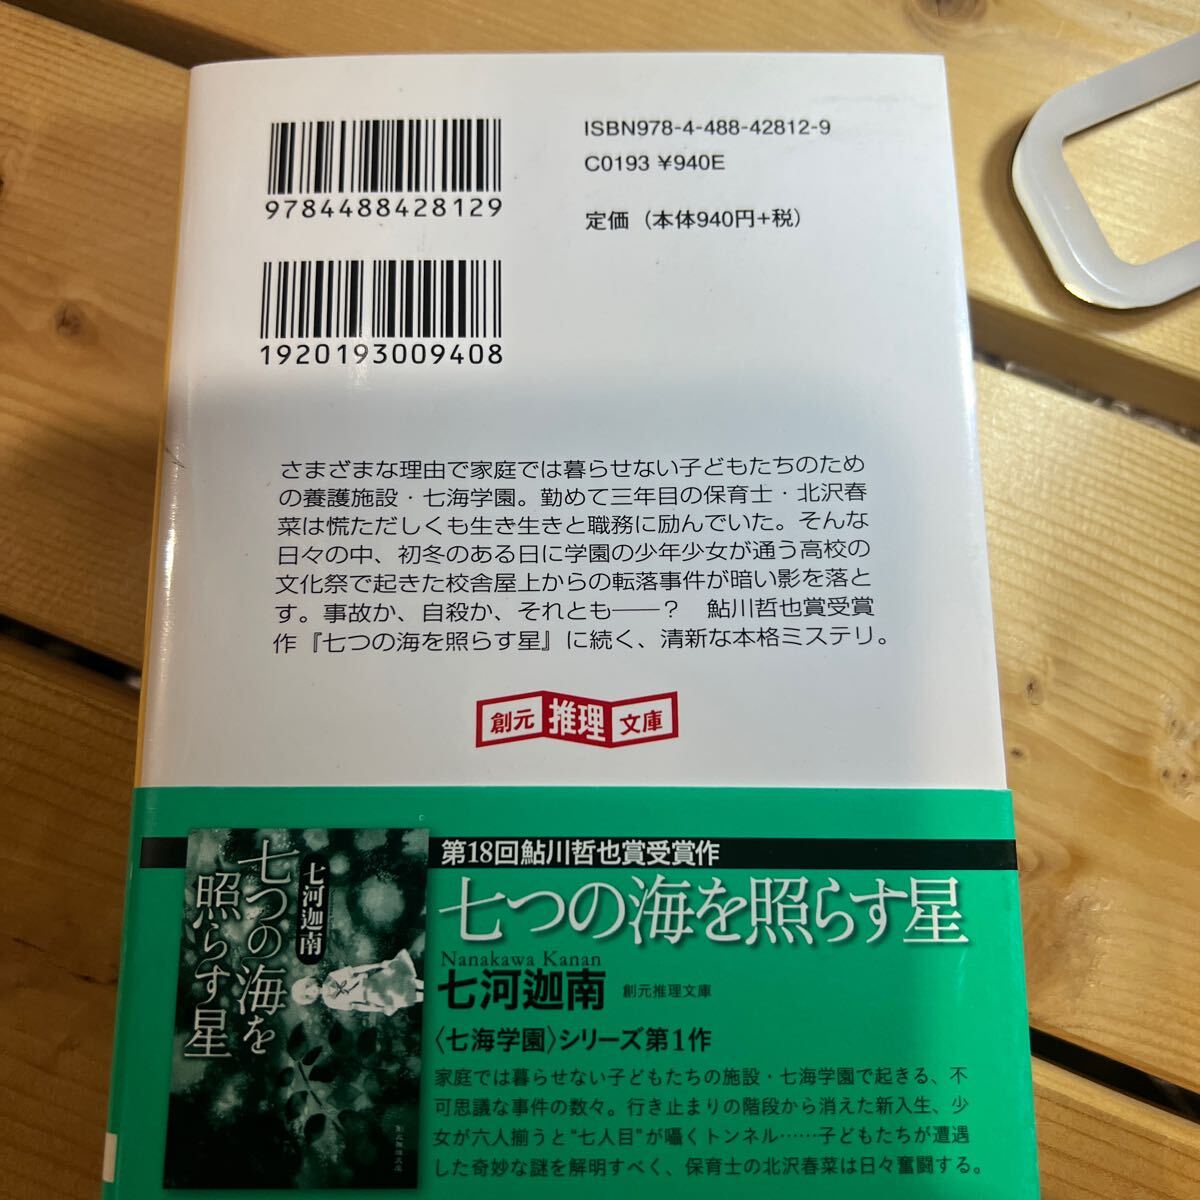 ISBN978-4-488-42812-9
C0193 ¥940E
定価（本体940円+税）
9784488428129
1920193009408
さまざまな理由で家庭では暮らせない子どもたちのため
の養護施設・七海学園。勤めて三年目の保育士・北沢春
菜は慌ただしくも生き生きと職務に励んでいた。そんな
日々の中、初冬のある日に学園の少年少女が通う高校の
文化祭で起きた校舎屋上からの転落事件が暗い影を落と
す。事故か、自殺か、それとも――？　鮎川哲也賞受賞
作『七つの海を照らす星』に続く、清新な本格ミステリ。
創元推理文庫
第18回鮎川哲也賞受賞作
七つの海を照らす星
Nanakawa Kanan
七河迦南 創元推理文庫
〈七海学園〉シリーズ第1作
家庭では暮らせない子どもたちの施設・七海学園で起きる、不
可思議な事件の数々。行き止まりの階段から消えた新入生、少
女が六人揃うと“七人目”が囁くトンネル……子どもたちが遭遇
した奇妙な謎を解明すべく、保育士の北沢春菜は日々奮闘する。
七つの海を
照らす星
七河迦南
創元推理文庫